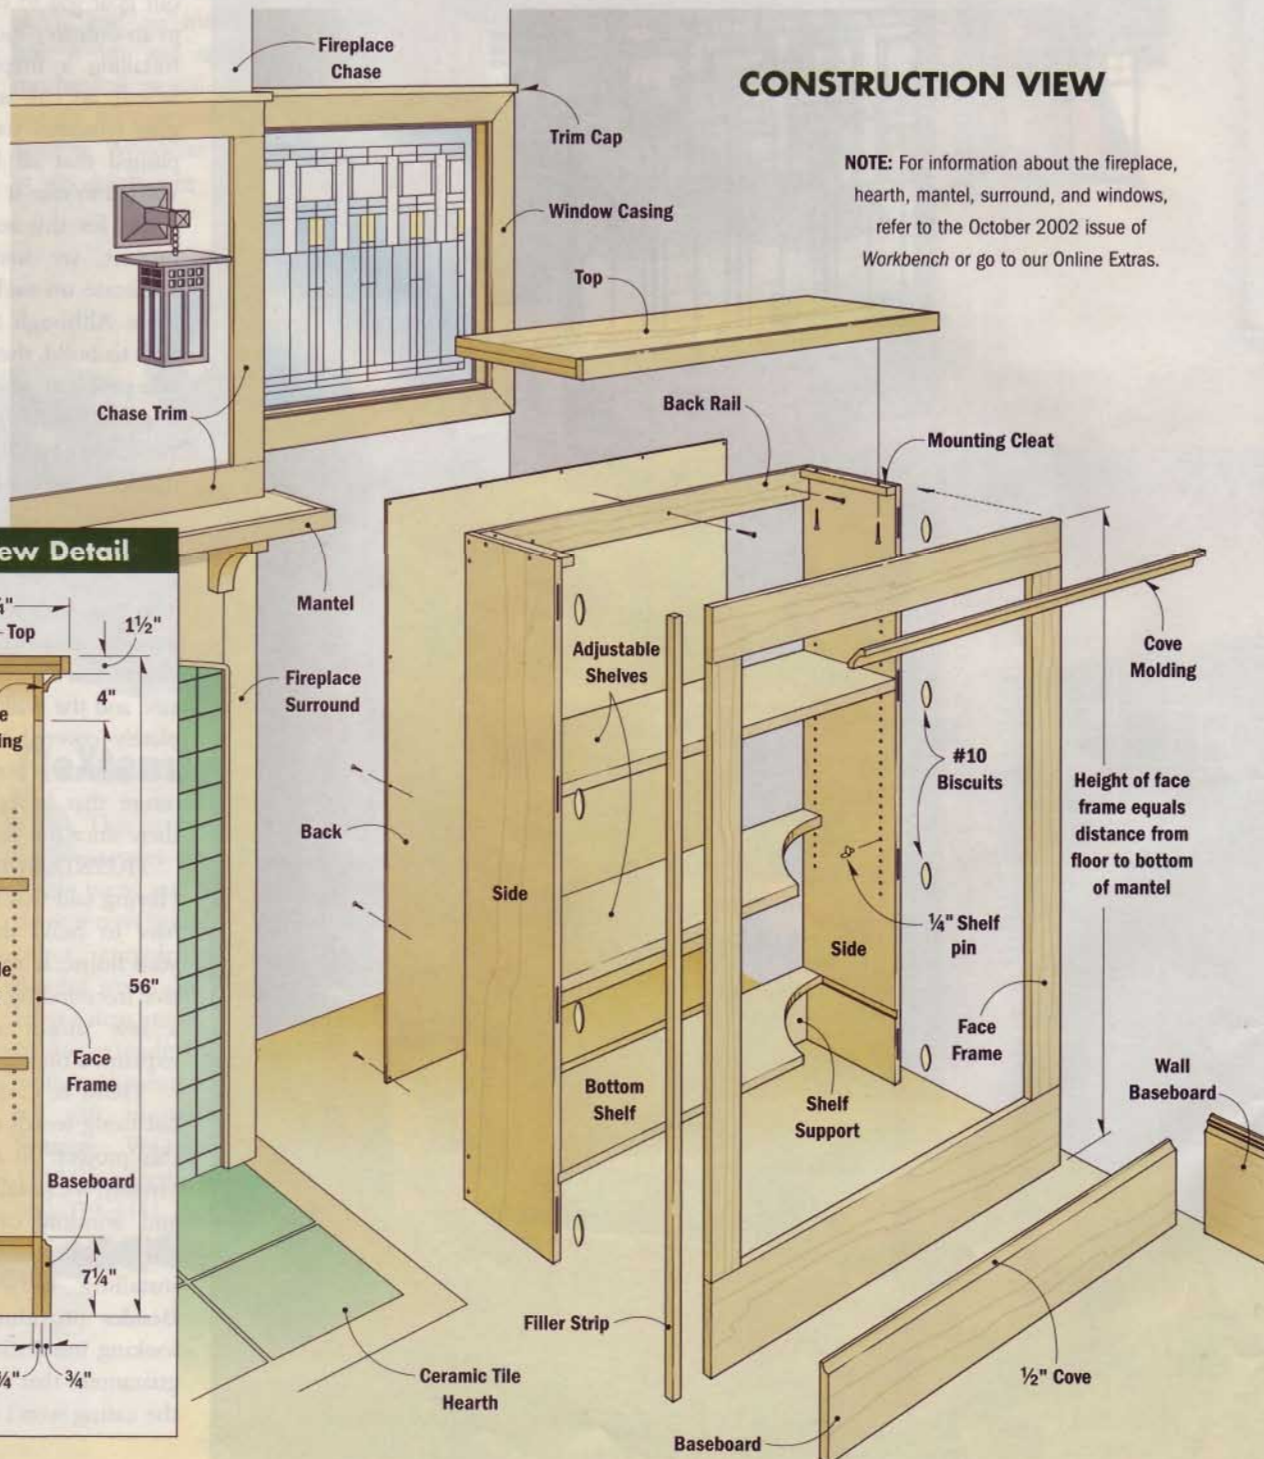 CONSTRUCTION VIEW
NOTE: For information about the fireplace,
hearth, mantel, surround, and windows,
refer to the October 2002 issue of
Workbench or go to our Online Extras.
Fireplace
Chase
Trim Cap
Window Casing
Top
Chase Trim
Back Rail
Mounting Cleat
Mantel
Fireplace
Surround
Adjustable
Shelves
Cove
Molding
#10
Biscuits
Height of face
frame equals
distance from
floor to bottom
of mantel
Back
Side
Side
¼" Shelf
pin
Face
Frame
Wall
Baseboard
Bottom
Shelf
Shelf
Support
Filler Strip
Ceramic Tile
Hearth
½" Cove
Baseboard
Detail
Top
1½"
4"
56"
Face
Frame
Baseboard
7¼"
¾"